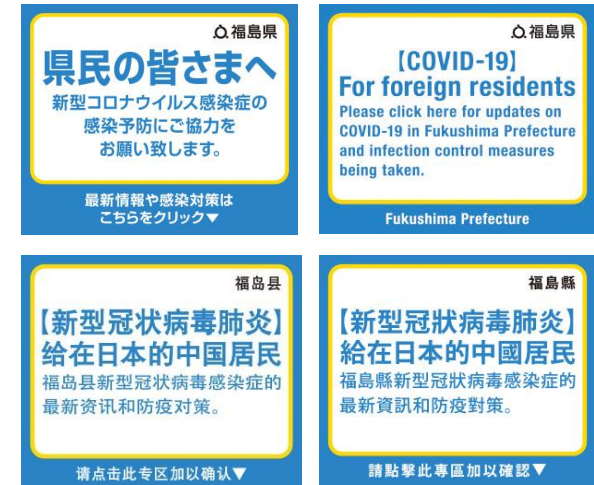 福島県
県民の皆さまへ
新型コロナウイルス感染症の
感染予防にご協力を
お願い致します。
最新情報や感染対策は
こちらをクリック▼
福島県
【COVID-19】
For foreign residents
Please click here for updates on
COVID-19 in Fukushima Prefecture
and infection control measures
being taken.
Fukushima Prefecture
福岛县
【新型冠状病毒肺炎】
给在日本的中国居民
福岛县新型冠状病毒感染症的
最新资讯和防疫对策。
请点击此专区加以确认▼
福島縣
【新型冠狀病毒肺炎】
給在日本的中國居民
福島縣新型冠狀病毒感染症的
最新資訊和防疫對策。
請點擊此專區加以確認▼